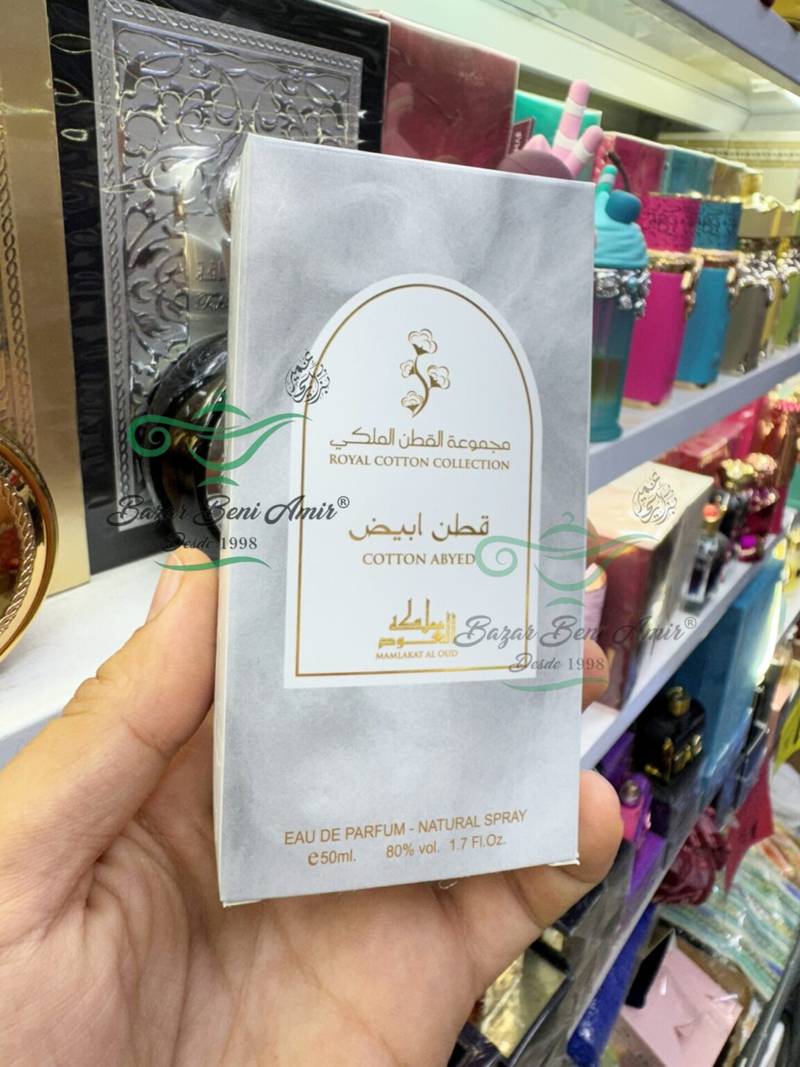 مجموعة القطن الملكي
ROYAL COTTON COLLECTION
قطن ابيض
COTTON ABYED
مملكة العود
MAMLAKAT AL OUD
EAU DE PARFUM - NATURAL SPRAY
e50ml. 80% vol. 1.7 Fl.Oz.
Bazar Beni Amir®
Desde 1998
Bazar Beni Amir®
Desde 1998